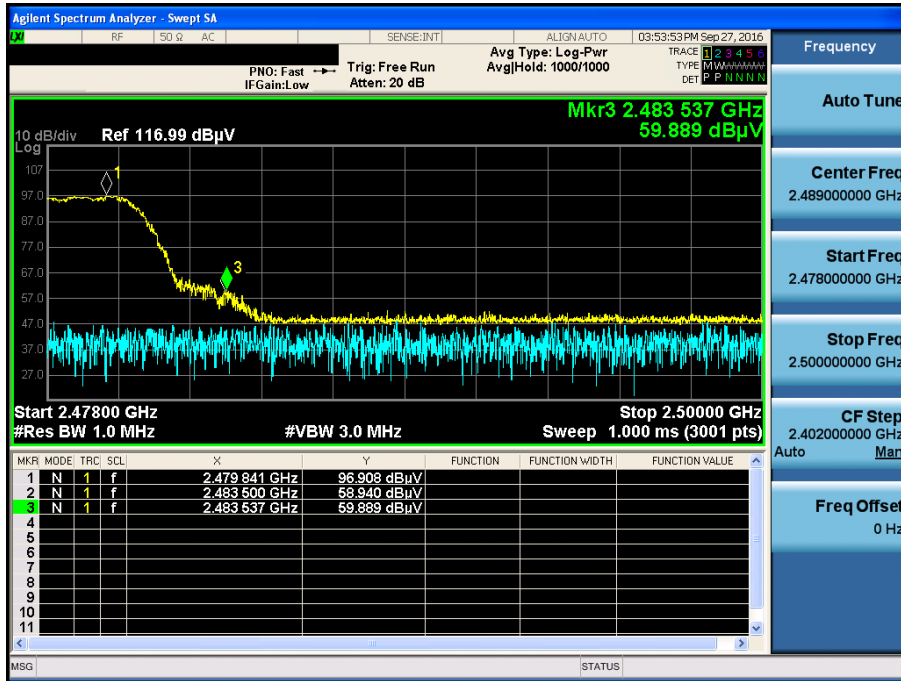 Agilent Spectrum Analyzer - Swept SA
LXI RF 50 Ω AC SENSE:INT ALIGN AUTO 03:53:53 PM Sep 27, 2016
PNO: Fast
IFGain:Low
Trig: Free Run
Atten: 20 dB
Avg Type: Log-Pwr
Avg|Hold: 1000/1000
TRACE 1 2 3 4 5 6
TYPE M W W W W W
DET P P N N N N
Mkr3 2.483 537 GHz
59.889 dBµV
10 dB/div Ref 116.99 dBµV
Log
107
97.0
87.0
77.0
67.0
57.0
47.0
37.0
27.0
1
3
Start 2.47800 GHz Stop 2.50000 GHz
#Res BW 1.0 MHz #VBW 3.0 MHz Sweep 1.000 ms (3001 pts)
MKR MODE TRC SCL X Y FUNCTION FUNCTION WIDTH FUNCTION VALUE
1 N 1 f 2.479 841 GHz 96.908 dBµV
2 N 1 f 2.483 500 GHz 58.940 dBµV
3 N 1 f 2.483 537 GHz 59.889 dBµV
4
5
6
7
8
9
10
11
MSG STATUS
Frequency
Auto Tune
Center Freq
2.489000000 GHz
Start Freq
2.478000000 GHz
Stop Freq
2.500000000 GHz
CF Step
2.402000000 GHz
Auto Man
Freq Offset
0 Hz